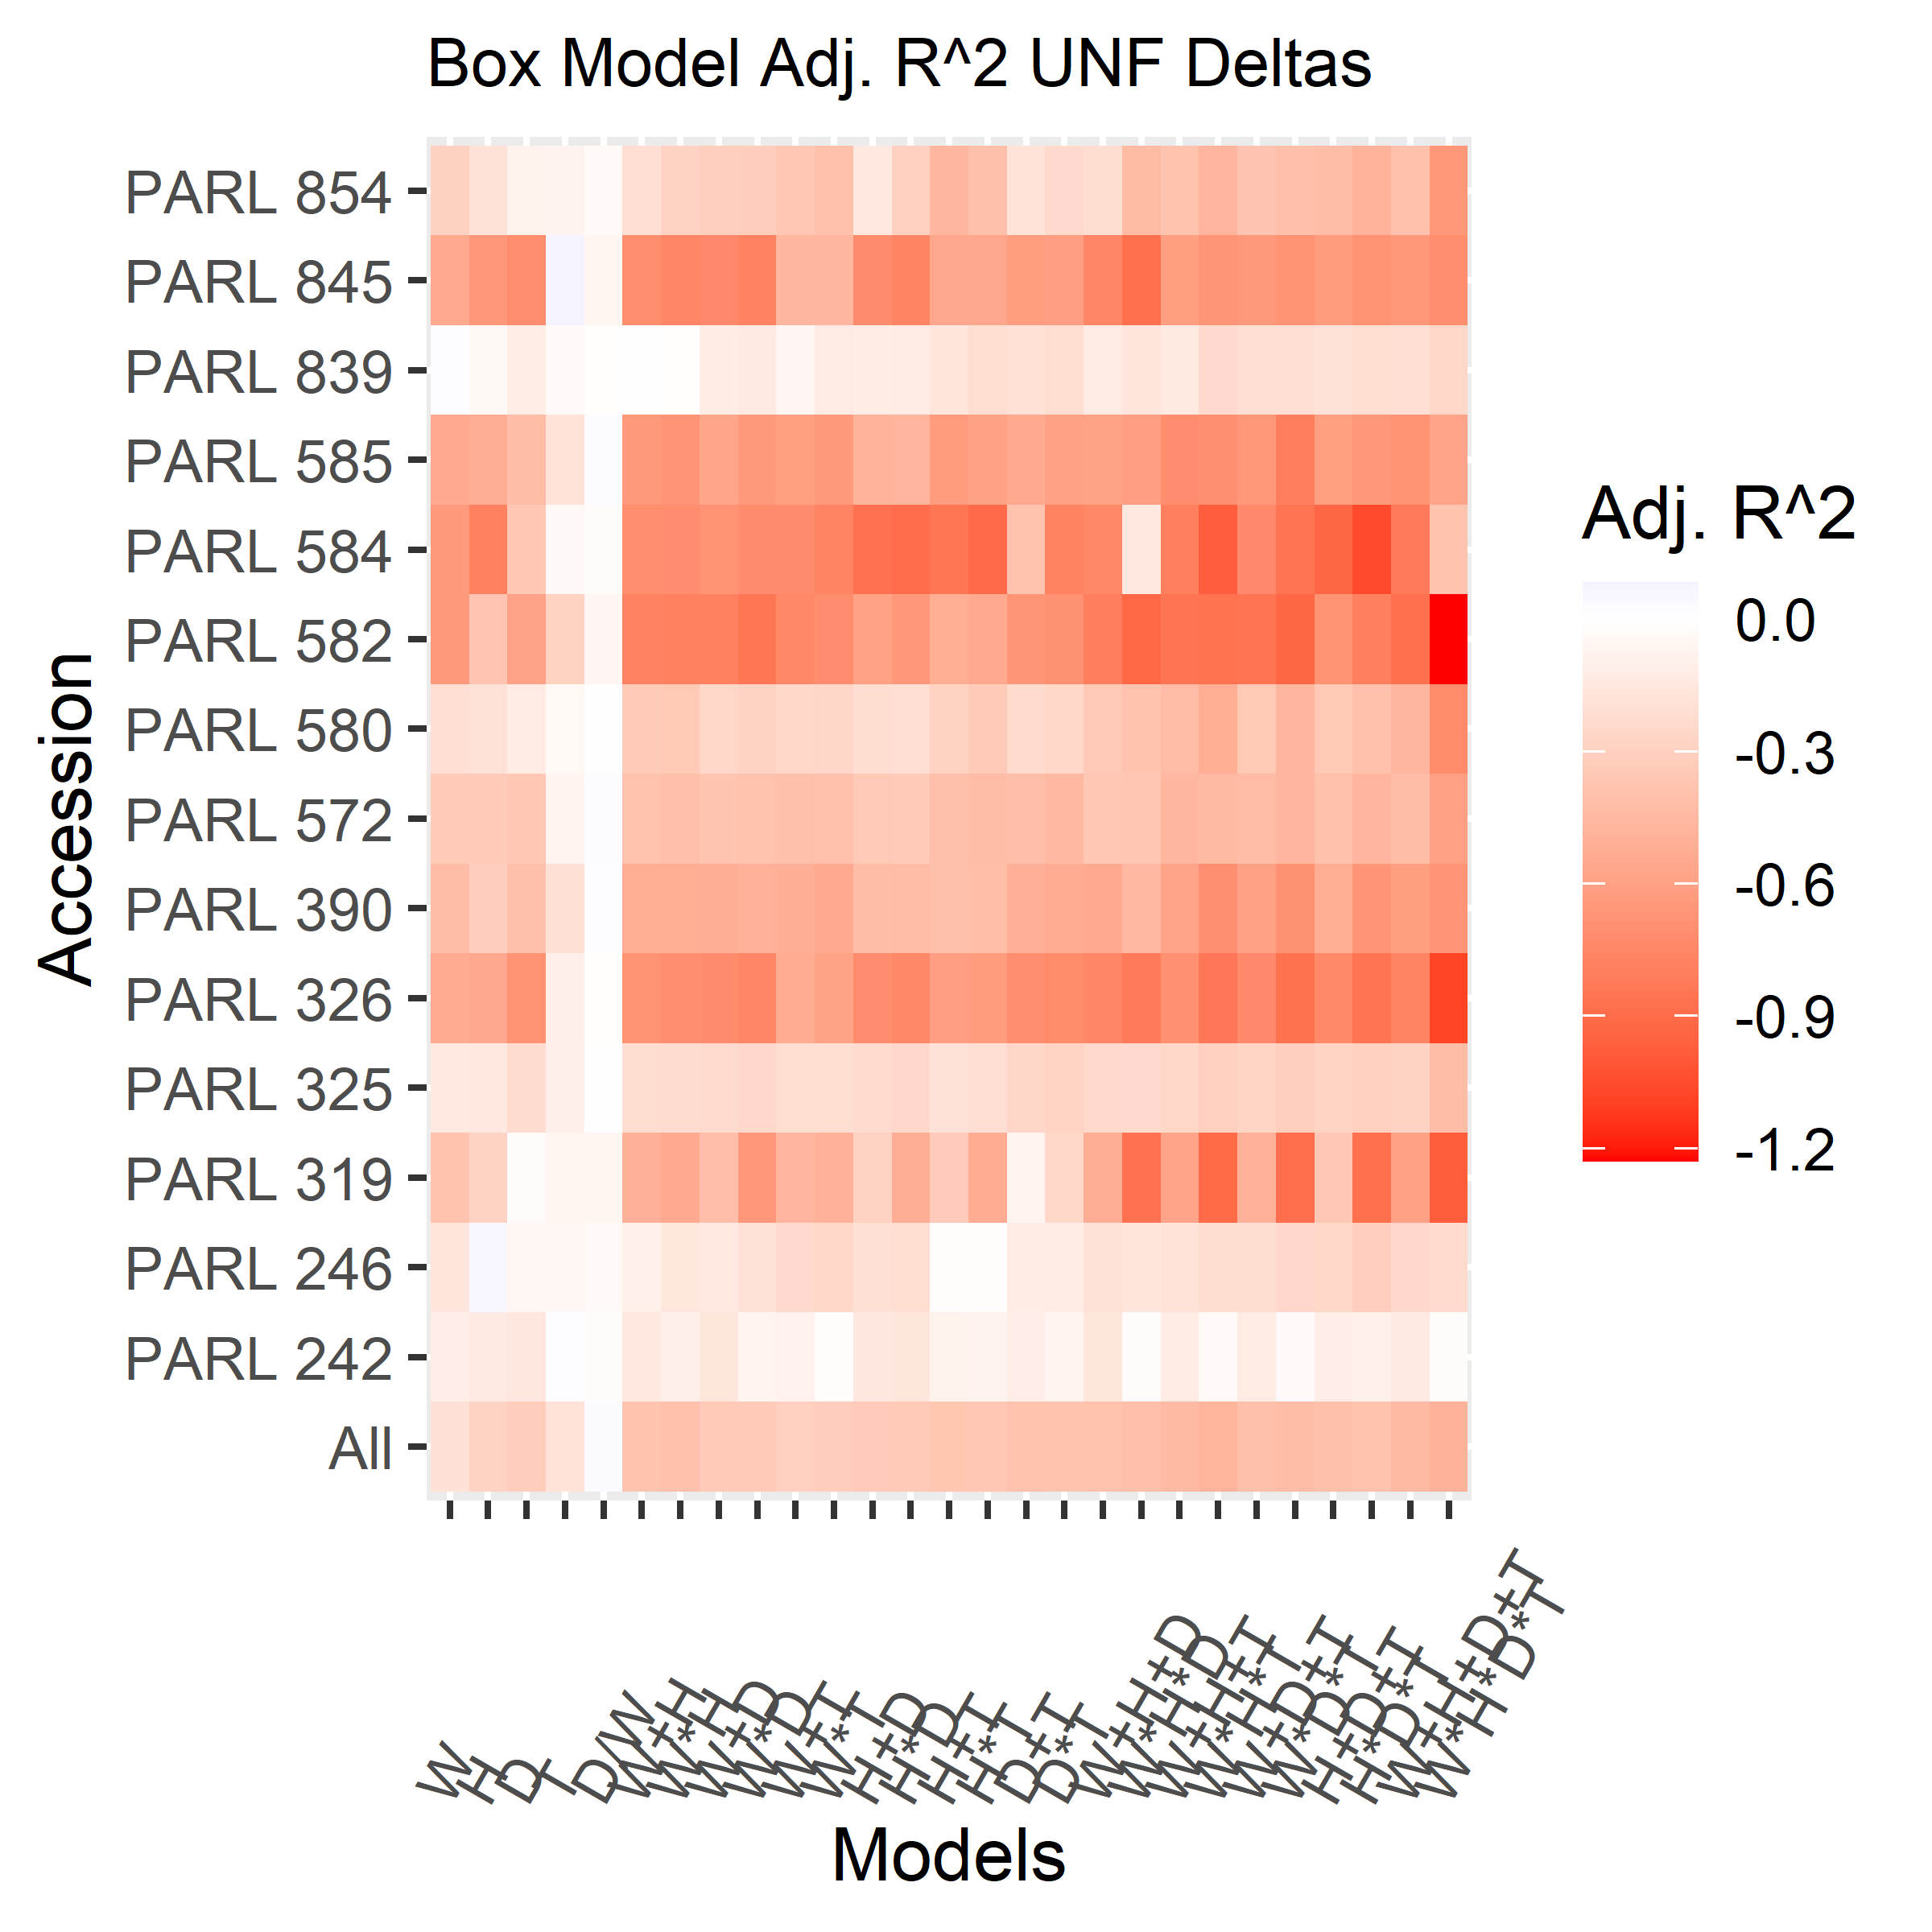 Box Model Adj. R^2 UNF Deltas
Accession
PARL 854
PARL 845
PARL 839
PARL 585
PARL 584
PARL 582
PARL 580
PARL 572
PARL 390
PARL 326
PARL 325
PARL 319
PARL 246
PARL 242
All
W
H
D
T
D/W
W+H
W*H
W+D
W*D
W+T
W*T
H+D
H*D
H+T
H*T
D+T
D*T
W+H+D
W*H*D
W+H+T
W*H*T
W+D+T
W*D*T
H+D+T
H*D*T
W+H+D+T
W*H*D*T
Models
Adj. R^2
0.0
-0.3
-0.6
-0.9
-1.2